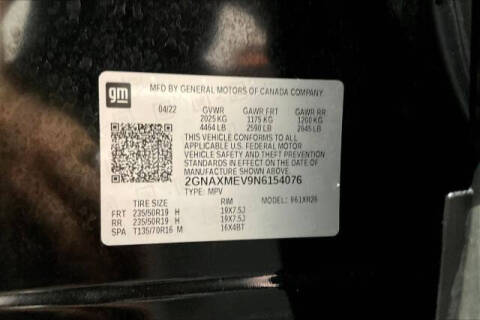 gm
MFD BY GENERAL MOTORS OF CANADA COMPANY
04/22 GVWR GAWR FRT GAWR RR
2025 KG 1175 KG 1200 KG
4464 LB 2590 LB 2645 LB
THIS VEHICLE CONFORMS TO ALL
APPLICABLE U.S. FEDERAL MOTOR
VEHICLE SAFETY AND THEFT PREVENTION
STANDARDS IN EFFECT ON THE DATE OF
MANUFACTURE SHOWN ABOVE.
2GNAXMEV9N6154076
TYPE: MPV
TIRE SIZE RIM MODEL: 1XR26
FRT 235/50R19 H 19X7.5J
RR 235/50R19 H 19X7.5J
SPA T135/70R16 M 16X4BT